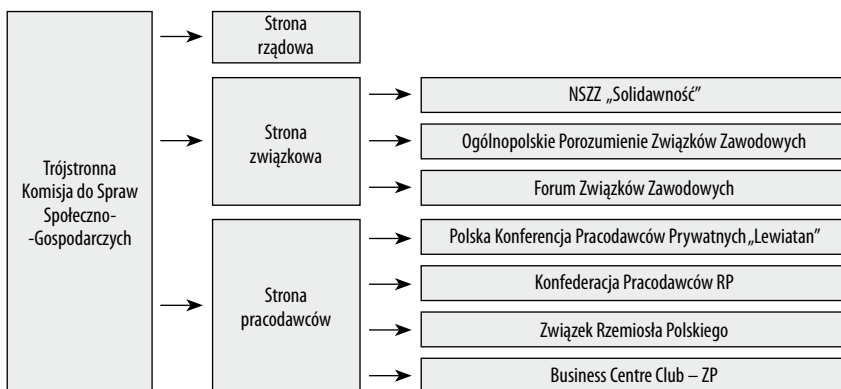 Trójstronna
Komisja do Spraw
Społeczno-
-Gospodarczych
Strona
rządowa
Strona
związkowa
NSZZ „Solidawność”
Ogólnopolskie Porozumienie Związków Zawodowych
Forum Związków Zawodowych
Strona
pracodawców
Polska Konferencja Pracodawców Prywatnych „Lewiatan”
Konfederacja Pracodawców RP
Związek Rzemiosła Polskiego
Business Centre Club – ZP